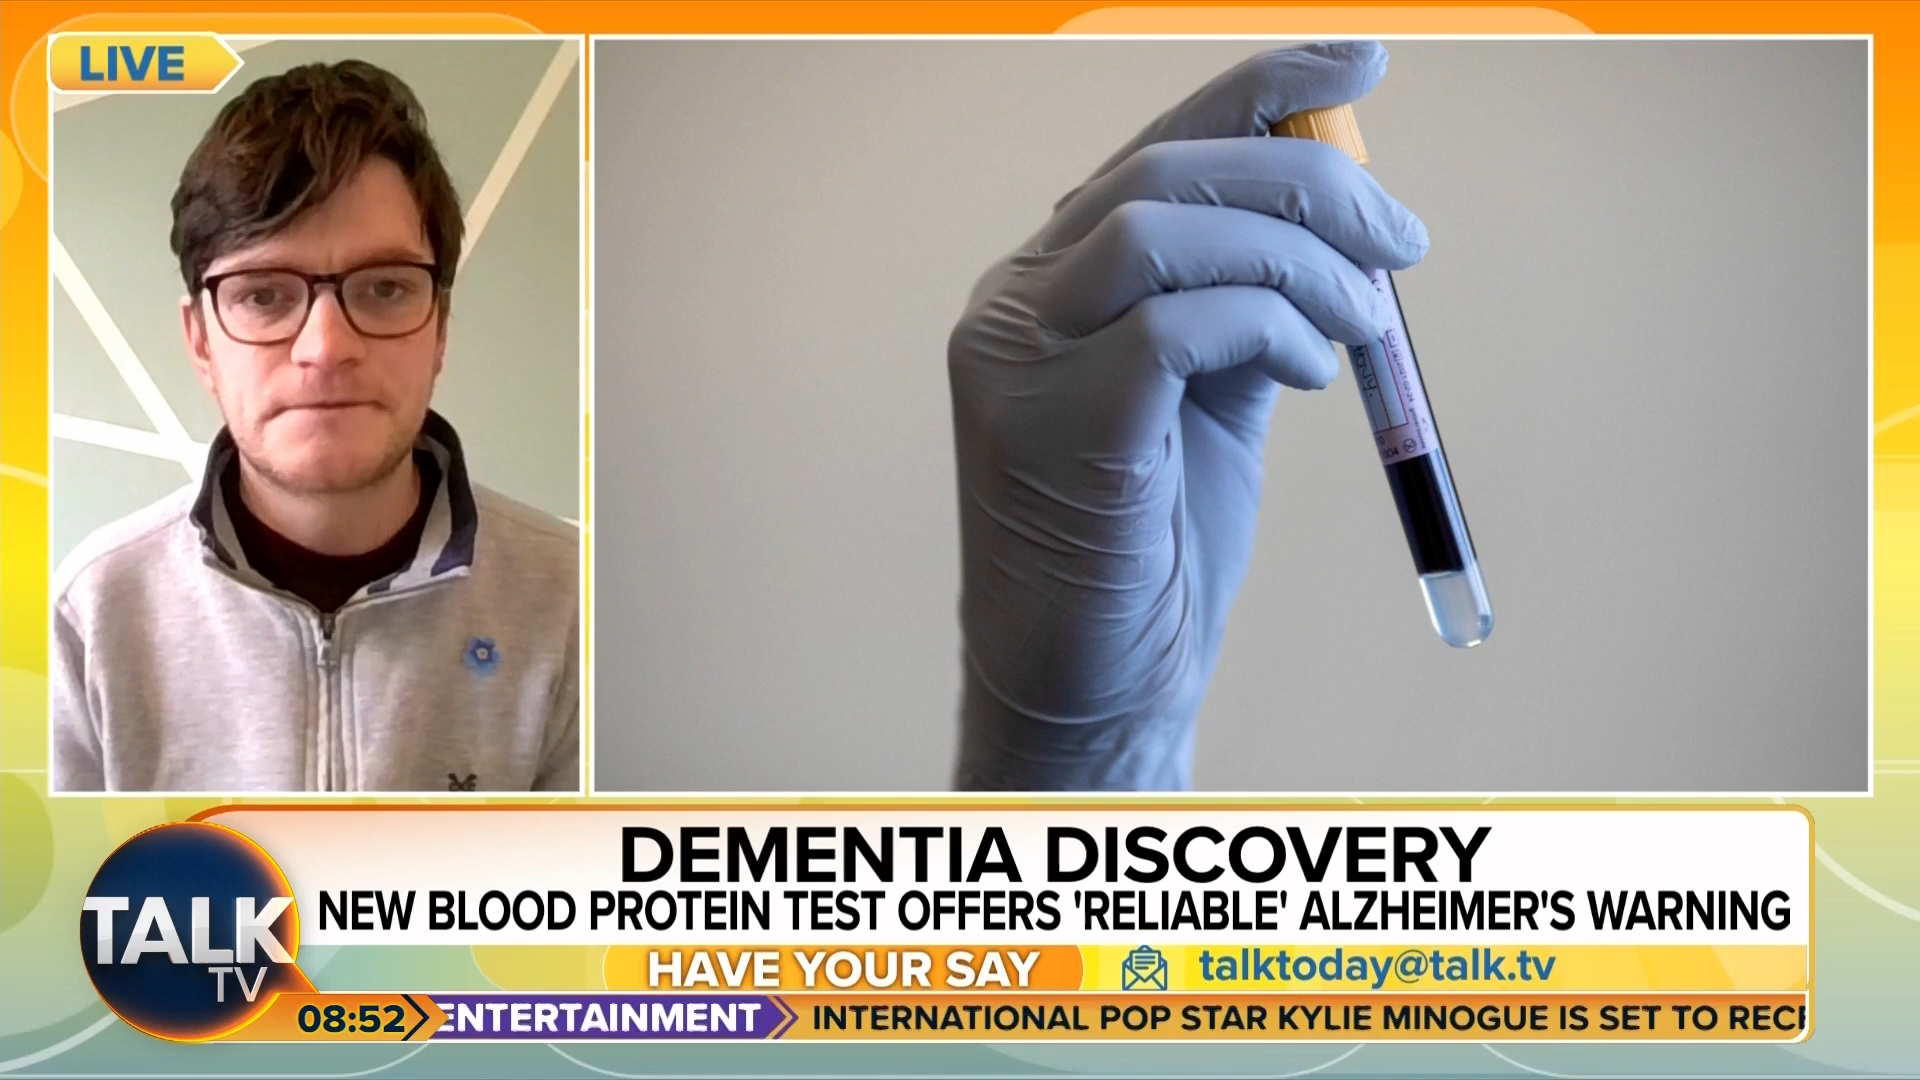 LIVE
DEMENTIA DISCOVERY
NEW BLOOD PROTEIN TEST OFFERS 'RELIABLE' ALZHEIMER'S WARNING
TALK
TV
HAVE YOUR SAY
talktoday@talk.tv
08:52
ENTERTAINMENT
INTERNATIONAL POP STAR KYLIE MINOGUE IS SET TO